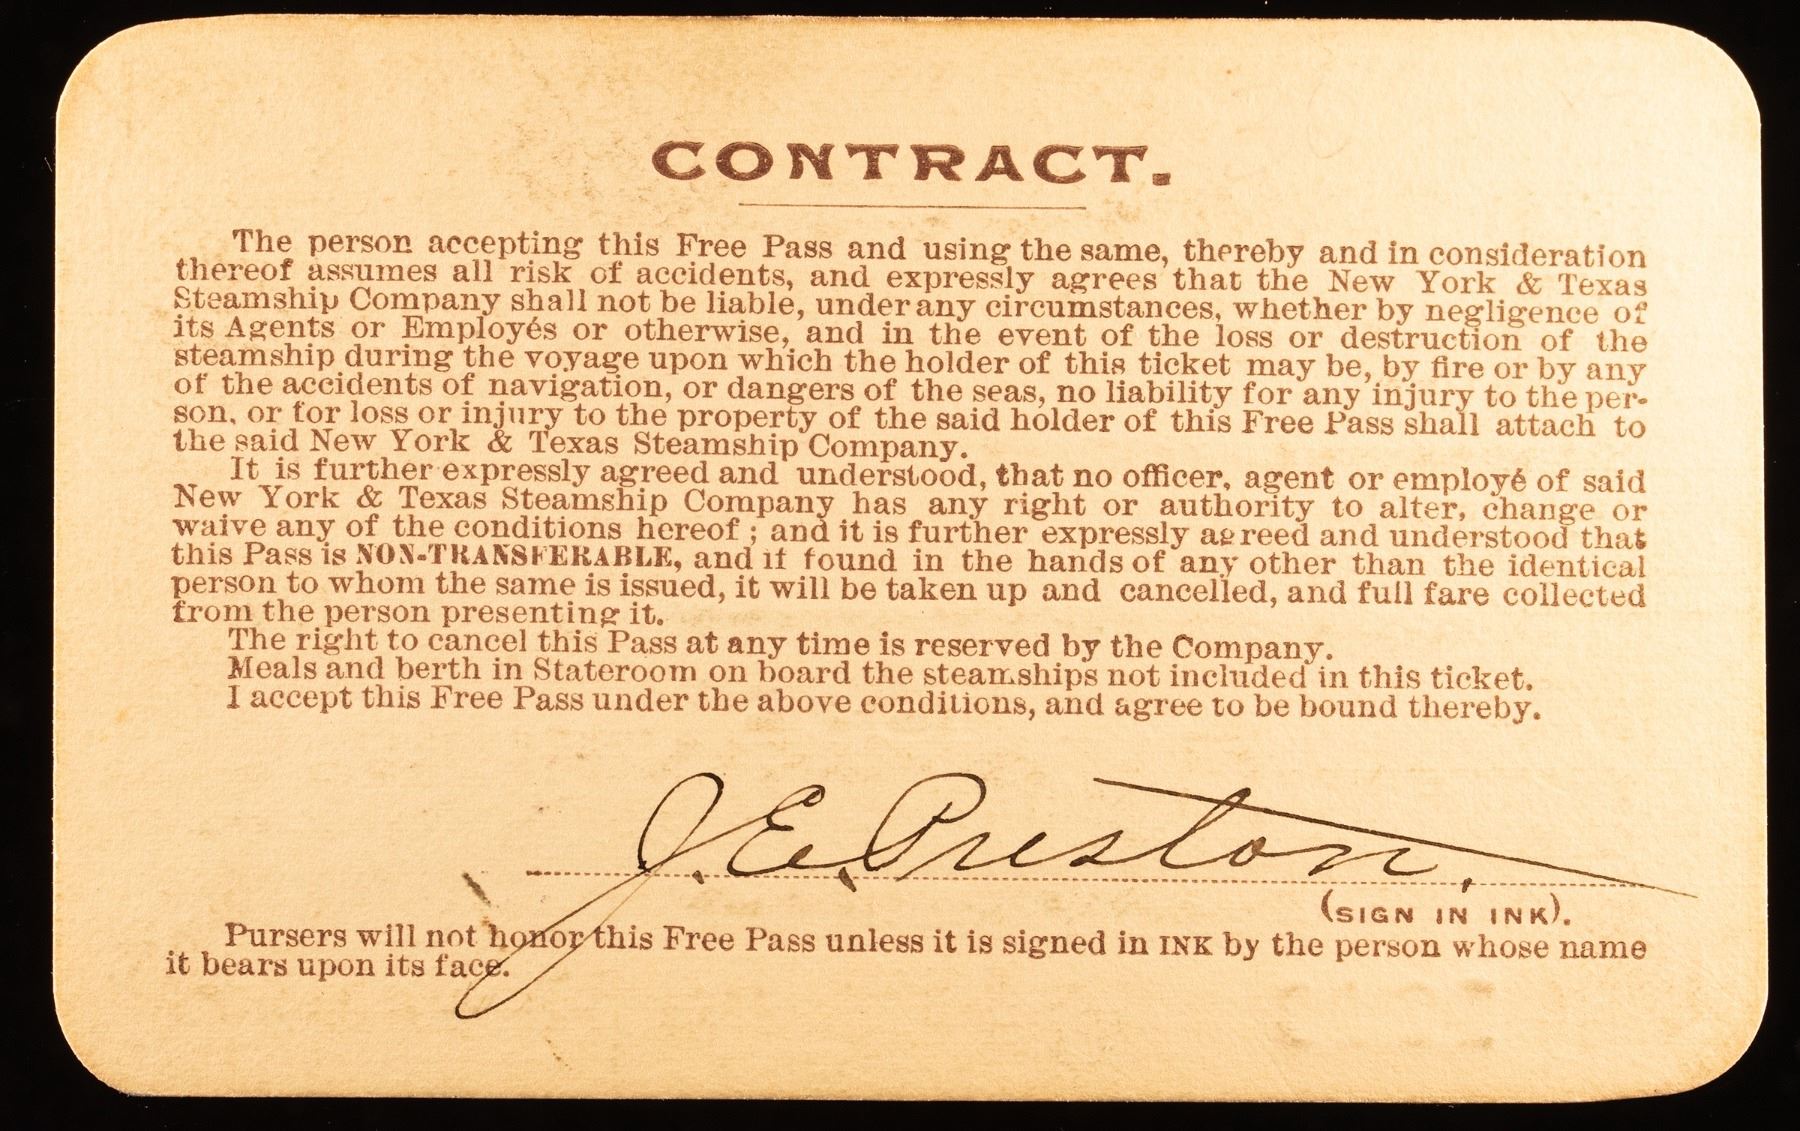 CONTRACT.
The person accepting this Free Pass and using the same, thereby and in consideration
thereof assumes all risk of accidents, and expressly agrees that the New York & Texas
Steamship Company shall not be liable, under any circumstances, whether by negligence of
its Agents or Employés or otherwise, and in the event of the loss or destruction of the
steamship during the voyage upon which the holder of this ticket may be, by fire or by any
of the accidents of navigation, or dangers of the seas, no liability for any injury to the per-
son, or for loss or injury to the property of the said holder of this Free Pass shall attach to
the said New York & Texas Steamship Company.
It is further expressly agreed and understood, that no officer, agent or employé of said
New York & Texas Steamship Company has any right or authority to alter, change or
waive any of the conditions hereof; and it is further expressly agreed and understood that
this Pass is NON-TRANSFERABLE, and if found in the hands of any other than the identical
person to whom the same is issued, it will be taken up and cancelled, and full fare collected
from the person presenting it.
The right to cancel this Pass at any time is reserved by the Company.
Meals and berth in Stateroom on board the steamships not included in this ticket.
I accept this Free Pass under the above conditions, and agree to be bound thereby.
J. E. Preston.
(SIGN IN INK).
Pursers will not honor this Free Pass unless it is signed in INK by the person whose name
it bears upon its face.